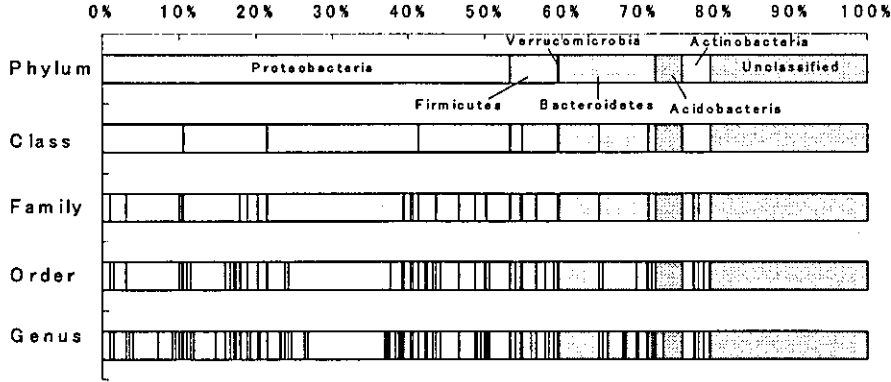 0% 10% 20% 30% 40% 50% 60% 70% 80% 90% 100%
Verrucomicrobia Actinobacteria
Phylum Proteobacteria Unclassified
Firmicutes Bacteroidetes Acidobacteria
Class
Family
Order
Genus